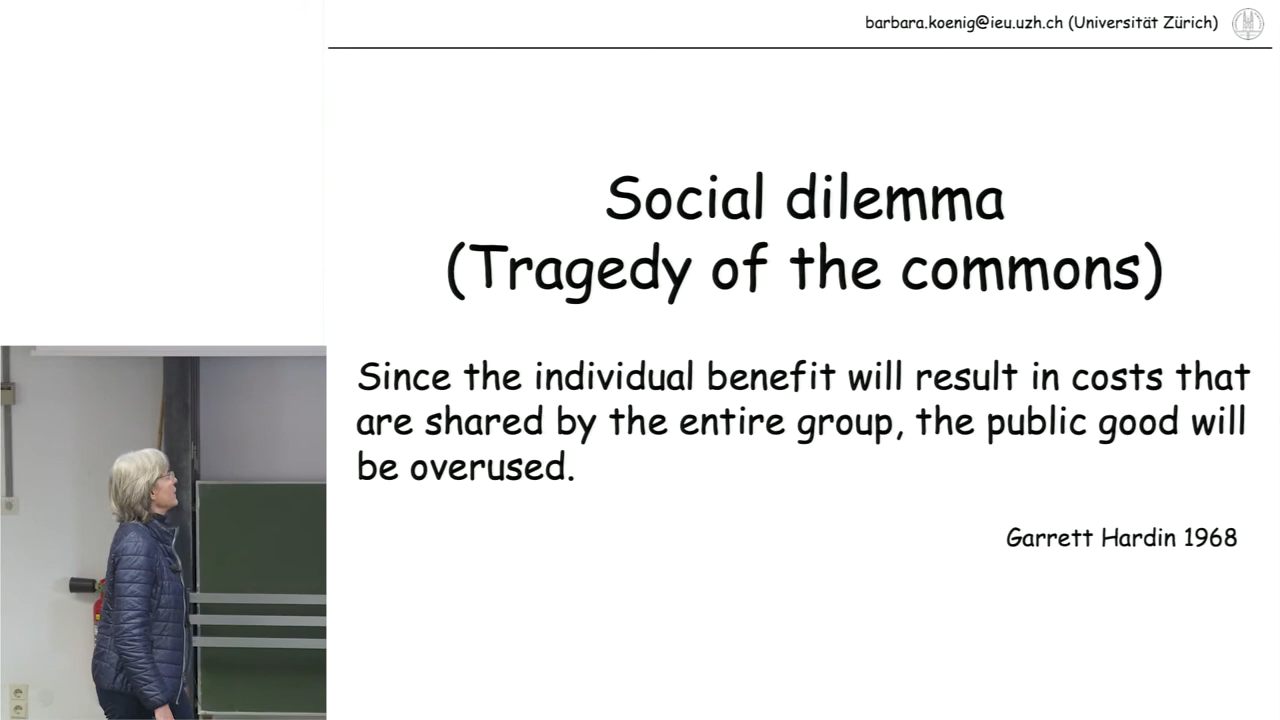 barbara.koenig@ieu.uzh.ch (Universität Zürich)
Social dilemma
(Tragedy of the commons)
Since the individual benefit will result in costs that
are shared by the entire group, the public good will
be overused.
Garrett Hardin 1968